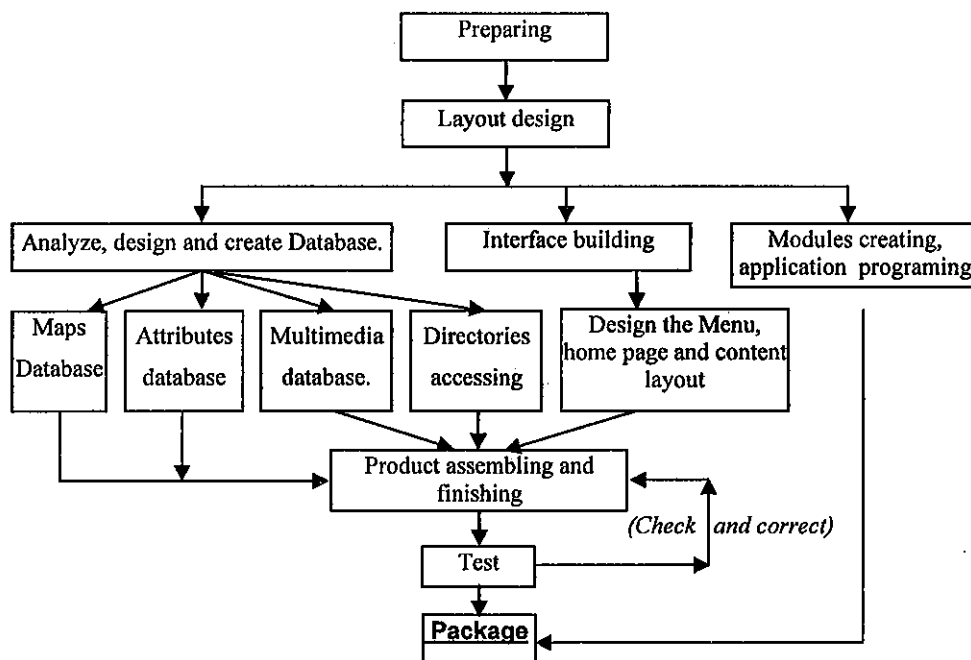 Preparing
Layout design
Analyze, design and create Database.
Interface building
Modules creating,
application programing
Maps
Database
Attributes
database
Multimedia
database.
Directories
accessing
Design the Menu,
home page and content
layout
Product assembling and
finishing
(Check and correct)
Test
Package